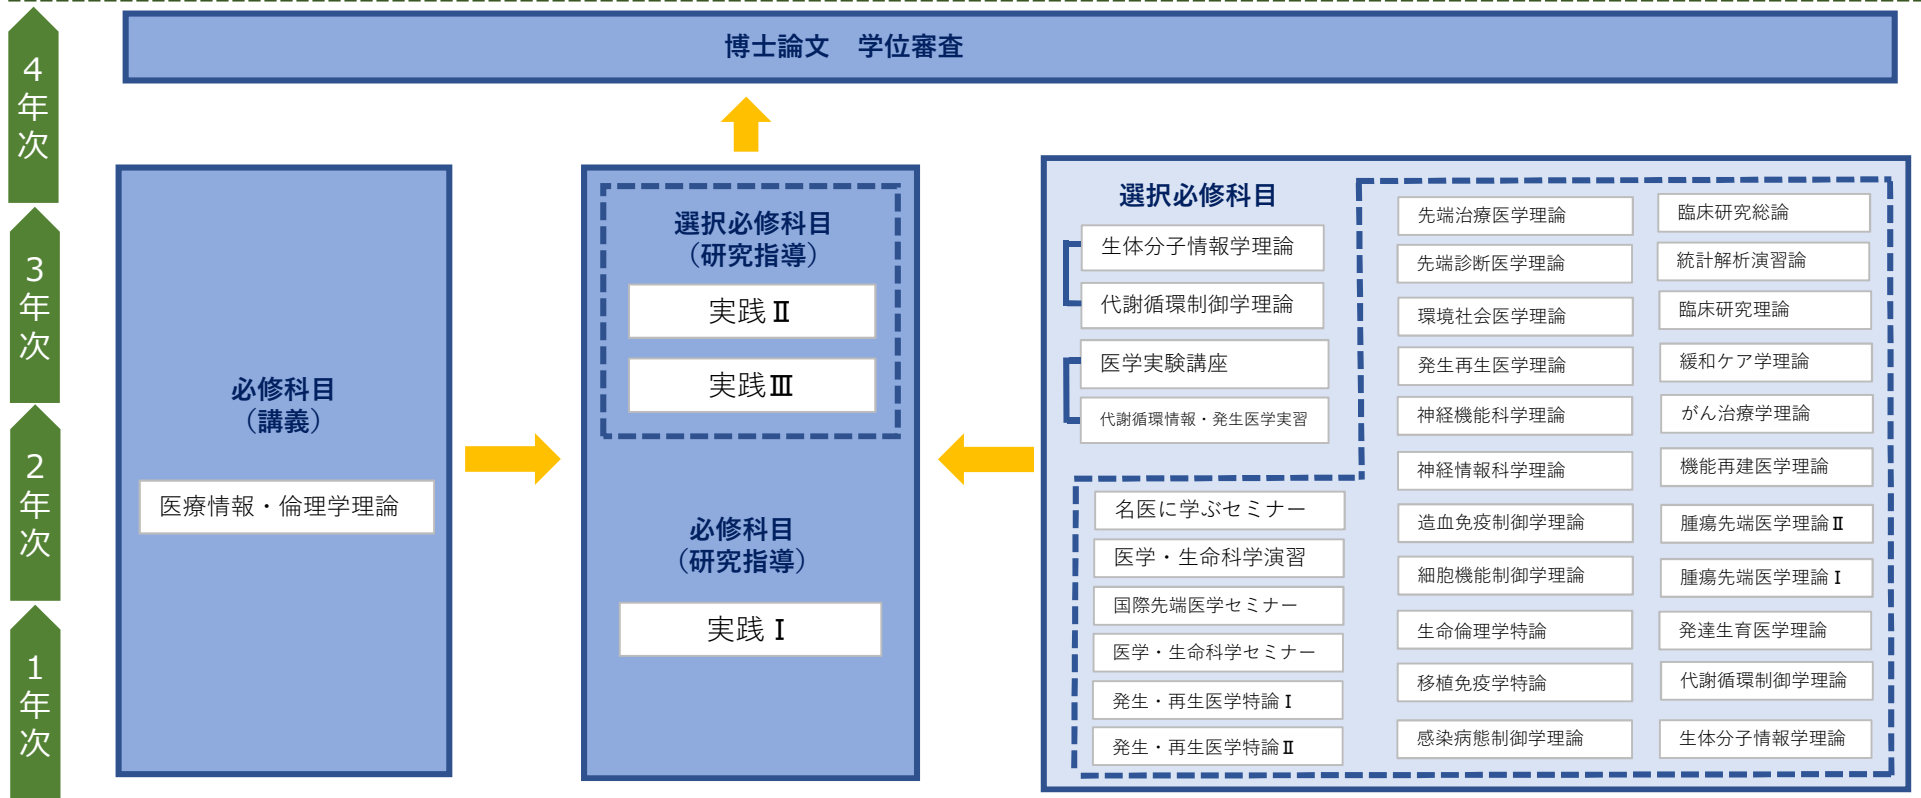 博士論文　学位審査
4年次
3年次
2年次
1年次
必修科目
（講義）
医療情報・倫理学理論
選択必修科目
（研究指導）
実践Ⅱ
実践Ⅲ
必修科目
（研究指導）
実践Ⅰ
選択必修科目
生体分子情報学理論
代謝循環制御学理論
医学実験講座
代謝循環情報・発生医学実習
名医に学ぶセミナー
医学・生命科学演習
国際先端医学セミナー
医学・生命科学セミナー
発生・再生医学特論Ⅰ
発生・再生医学特論Ⅱ
先端治療医学理論
先端診断医学理論
環境社会医学理論
発生再生医学理論
神経機能科学理論
神経情報科学理論
造血免疫制御学理論
細胞機能制御学理論
生命倫理学特論
移植免疫学特論
感染病態制御学理論
臨床研究総論
統計解析演習論
臨床研究理論
緩和ケア学理論
がん治療学理論
機能再建医学理論
腫瘍先端医学理論Ⅱ
腫瘍先端医学理論Ⅰ
発達生育医学理論
代謝循環制御学理論
生体分子情報学理論